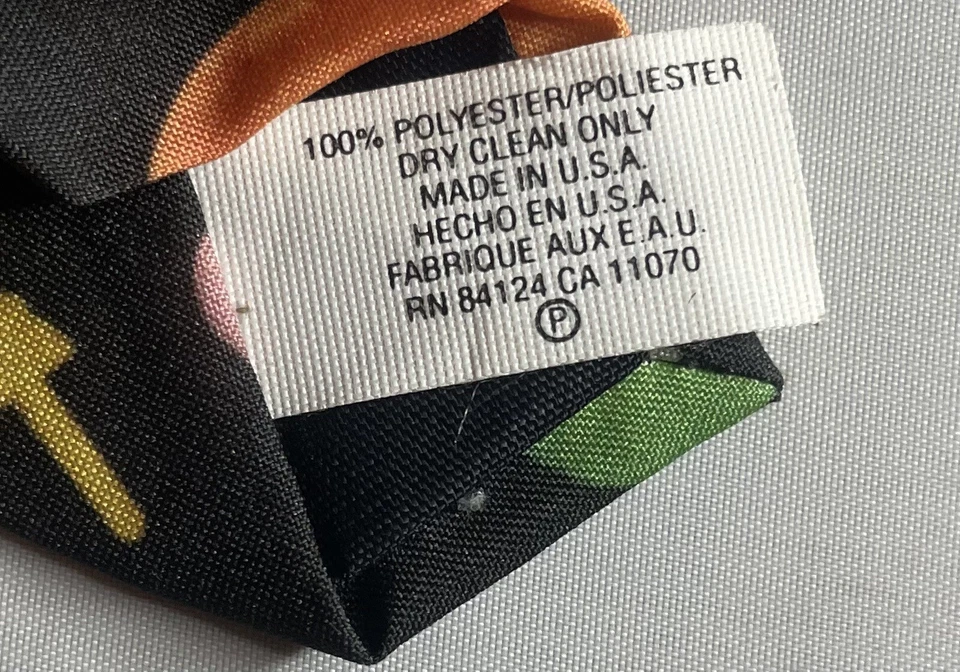 100% POLYESTER/POLIESTER
DRY CLEAN ONLY
MADE IN U.S.A.
HECHO EN U.S.A.
FABRIQUE AUX E.A.U.
RN 84124 CA 11070
P